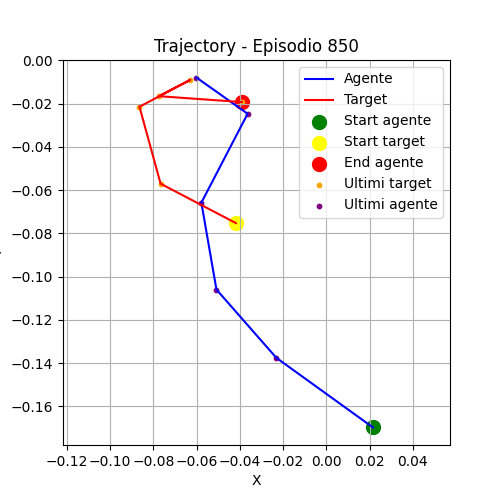 Trajectory - Episodio 850
Agente
Target
Start agente
Start target
End agente
Ultimi target
Ultimi agente
0.00
−0.02
−0.04
−0.06
−0.08
−0.10
−0.12
−0.14
−0.16
−0.12 −0.10 −0.08 −0.06 −0.04 −0.02 0.00 0.02 0.04
X